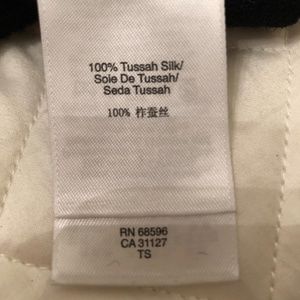 100% Tussah Silk/
Soie De Tussah/
Seda Tussah
100% 柞蚕丝
RN 68596
CA 31127
TS